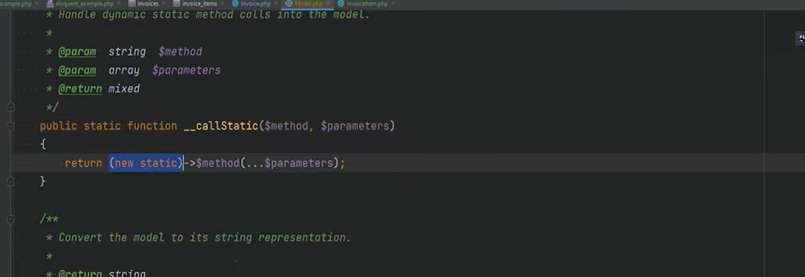 example.php eloquent_example.php invoices invoice_items Invoice.php Model.php InvoiceItem.php
* Handle dynamic static method calls into the model.
*
* @param string $method
* @param array $parameters
* @return mixed
*/
public static function __callStatic($method, $parameters)
{
return (new static)->$method(...$parameters);
}
/**
* Convert the model to its string representation.
*
* @return string